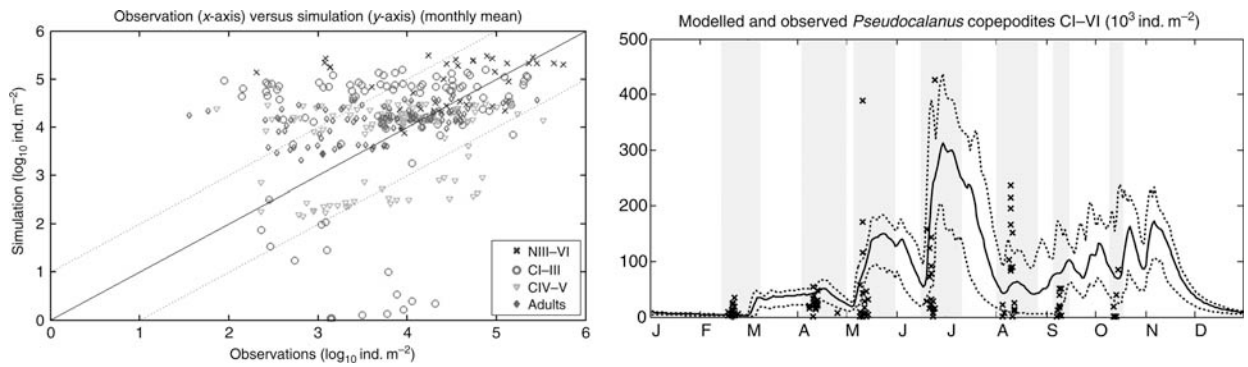 Observation (x-axis) versus simulation (y-axis) (monthly mean)
6
5
4
3
2
1
0
Simulation (log10 ind. m−2)
NIII–VI
CI–III
CIV–V
Adults
0 1 2 3 4 5 6
Observations (log10 ind. m−2)
Modelled and observed Pseudocalanus copepodites CI–VI (10³ ind. m−2)
500
400
300
200
100
0
J F M A M J J A S O N D